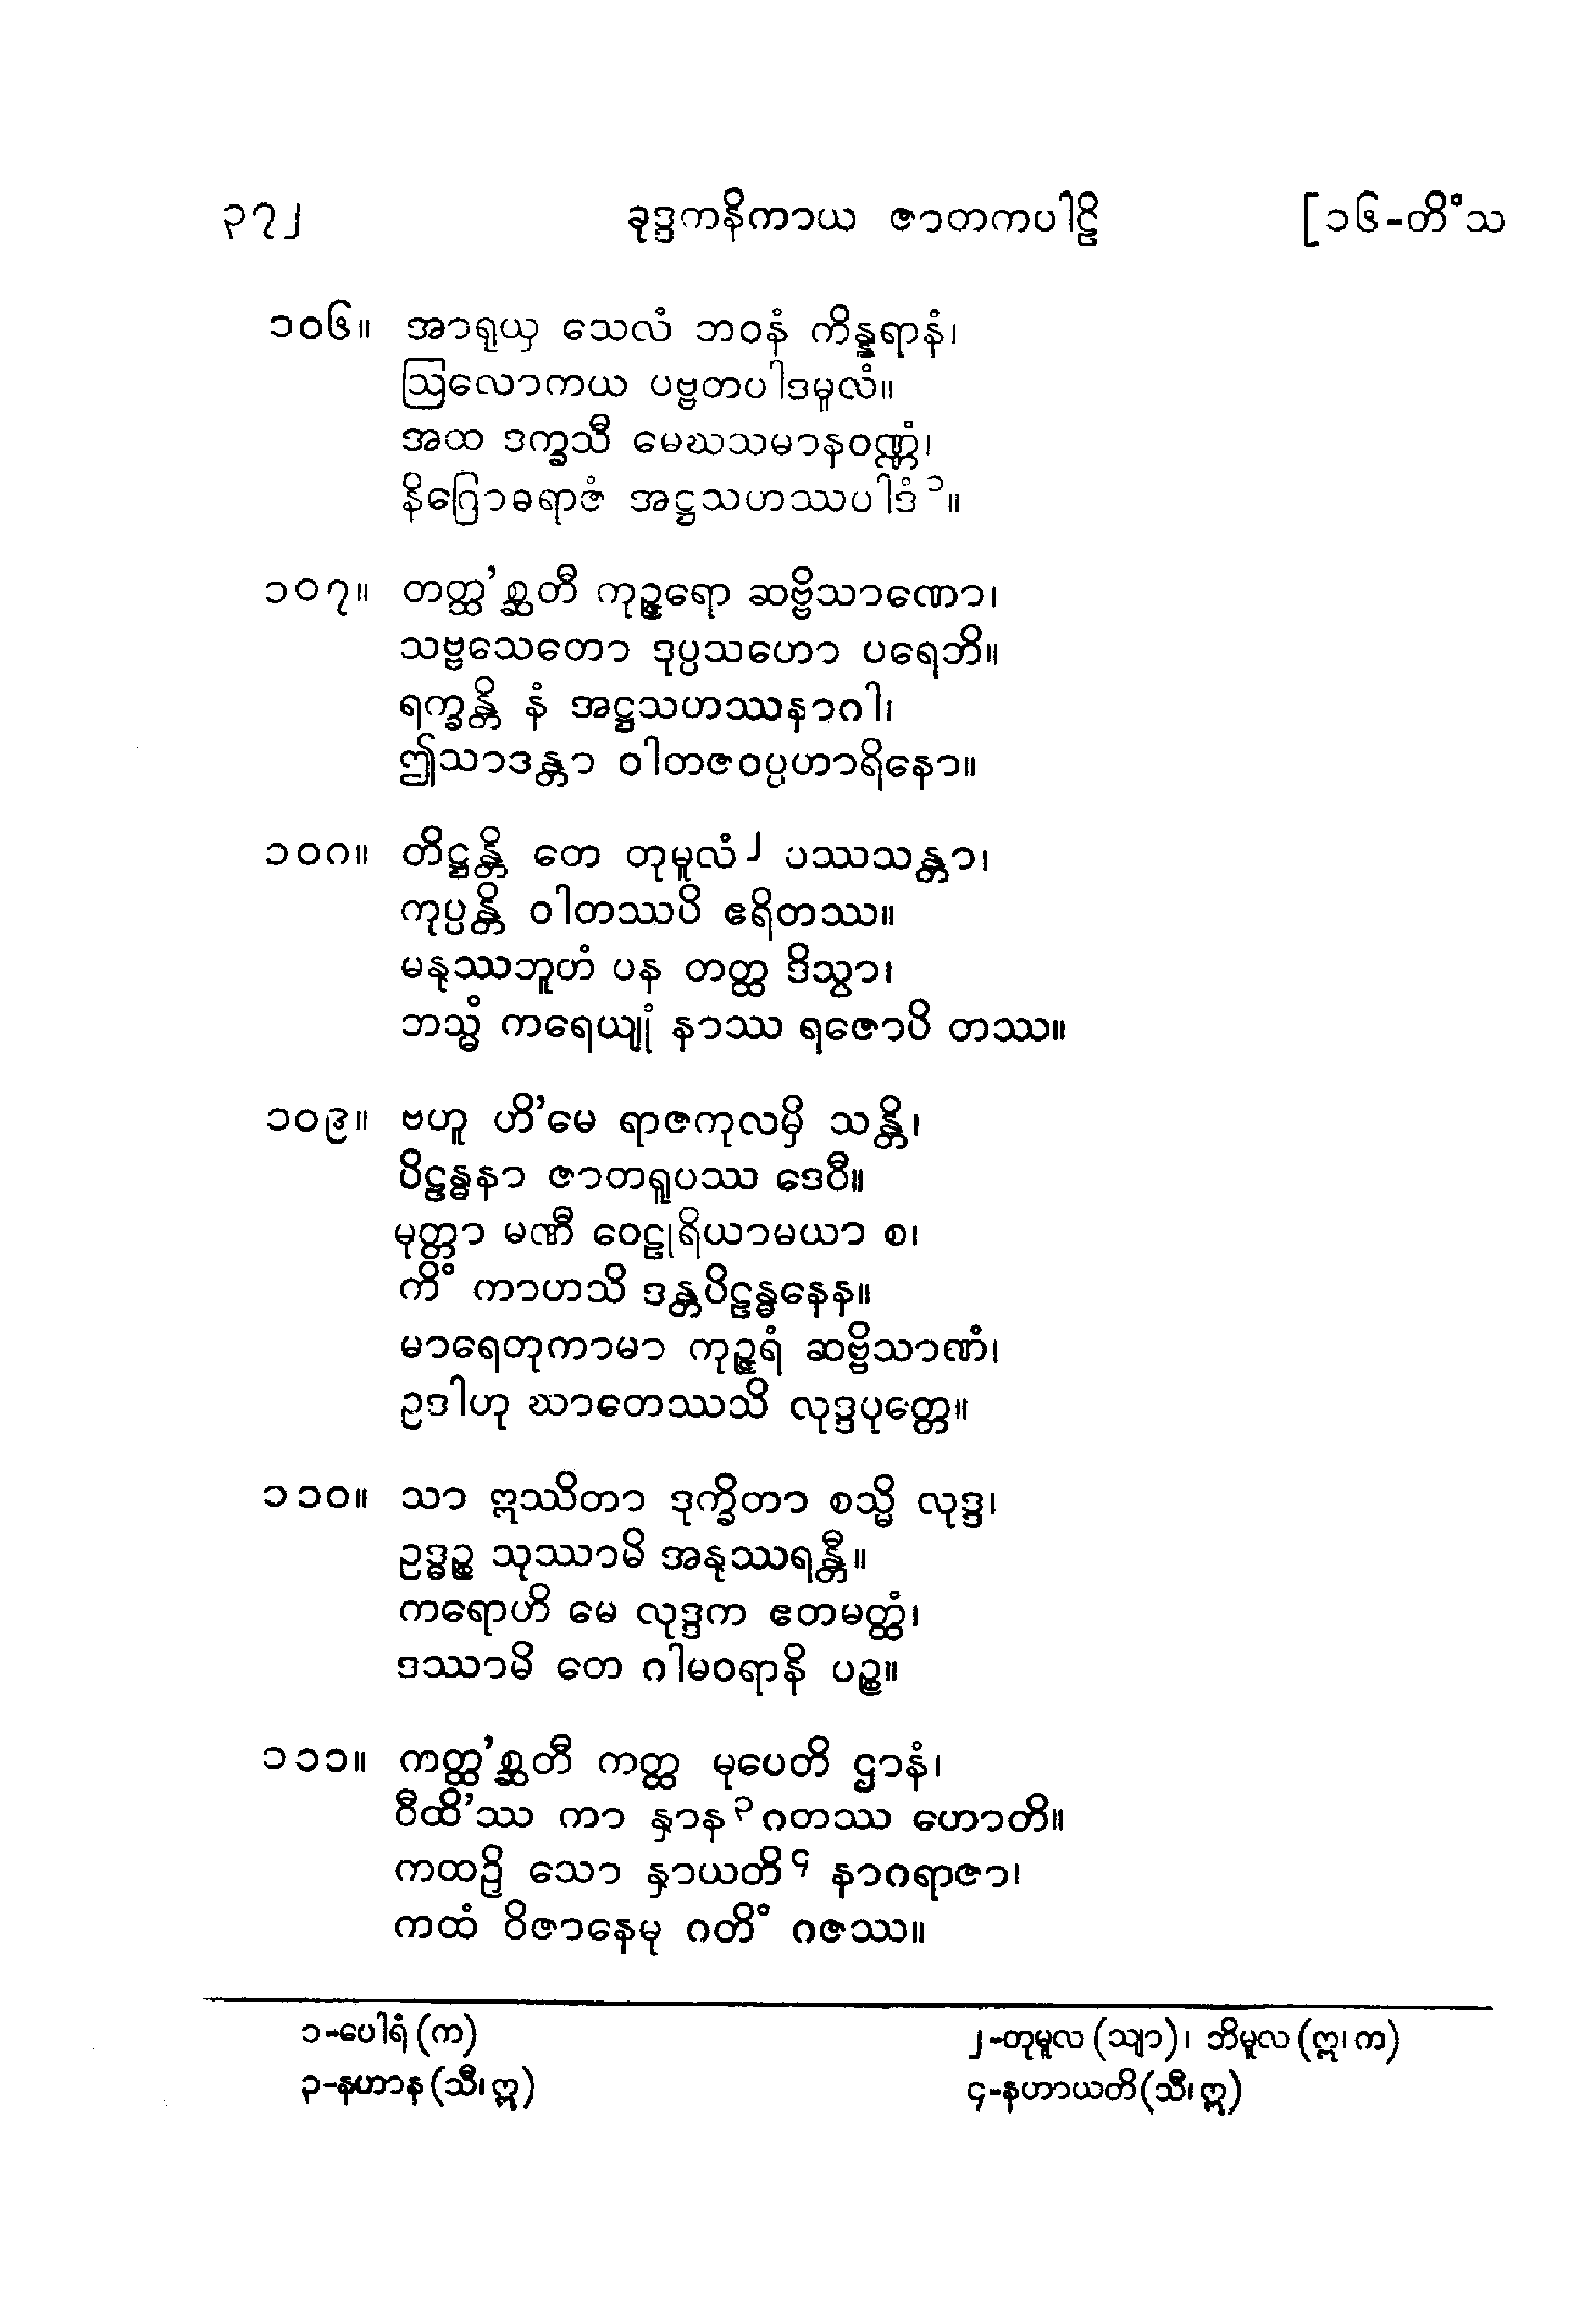 ၃၇၂ ခုဒ္ဒကနိကာယ ဇာတကပါဠိ [၁၆-တိံသ
၁၀၆။ အာရုယှ သေလံ ဘဝနံ ကိန္နရာနံ၊
ဩလောကယ ပဗ္ဗတပါဒမူလံ။
အထ ဒက္ခသီ မေဃသမာနဝဏ္ဏံ၊
နိဂြောဓရာဇံ အဋ္ဌသဟဿပါဒံ ၁။
၁၀၇။ တတ္ထ’စ္ဆတီ ကုဉ္ဇရော ဆဗ္ဗိသာဏော၊
သဗ္ဗသေတော ဒုပ္ပသဟော ပရေဘိ။
ရက္ခန္တိ နံ အဋ္ဌသဟဿနာဂါ၊
ဤသာဒန္တာ ဝါတဇဝပ္ပဟာရိနော။
၁၀၈။ တိဋ္ဌန္တိ တေ တုမူလံ ၂ ပဿသန္တာ၊
ကုပ္ပန္တိ ဝါတဿပိ ဧရိတဿ။
မနုဿဘူတံ ပန တတ္ထ ဒိသွာ၊
ဘသ္မံ ကရေယျုံ နာဿ ရဇောပိ တဿ။
၁၀၉။ ဗဟူ ဟိ’မေ ရာဇကုလမှိ သန္တိ၊
ပိဠန္ဓနာ ဇာတရူပဿ ဒေဝီ။
မုတ္တာ မဏီ ဝေဠုရိယာမယာ စ၊
ကိံ ကာဟသိ ဒန္တပိဠန္ဓနေန။
မာရေတုကာမာ ကုဉ္ဇရံ ဆဗ္ဗိသာဏံ၊
ဥဒါဟု ဃာတေဿသိ လုဒ္ဒပုတ္တေ။
၁၁၀။ သာ ဣဿိတာ ဒုက္ခိတာ စသ္မိ လုဒ္ဒ၊
ဥဒ္ဓဉ္စ သုဿာမိ အနုဿရန္တီ။
ကရောဟိ မေ လုဒ္ဒက ဧတမတ္ထံ၊
ဒဿာမိ တေ ဂါမဝရာနိ ပဉ္စ။
၁၁၁။ ကတ္ထ’စ္ဆတီ ကတ္ထ မုပေတိ ဌာနံ၊
ဝီထိ’ဿ ကာ နှာန ၃ ဂတဿ ဟောတိ။
ကထဉှိ သော နှာယတိ ၄ နာဂရာဇာ၊
ကထံ ဝိဇာနေမု ဂတိံ ဂဇဿ။
၁-ပေါရံ (က) ၂-တုမူလ (သျာ)၊ ဘိမူလ (ဣ၊က)
၃-နဟာန (သီ၊ဣ) ၄-နဟာယတိ (သီ၊ဣ)